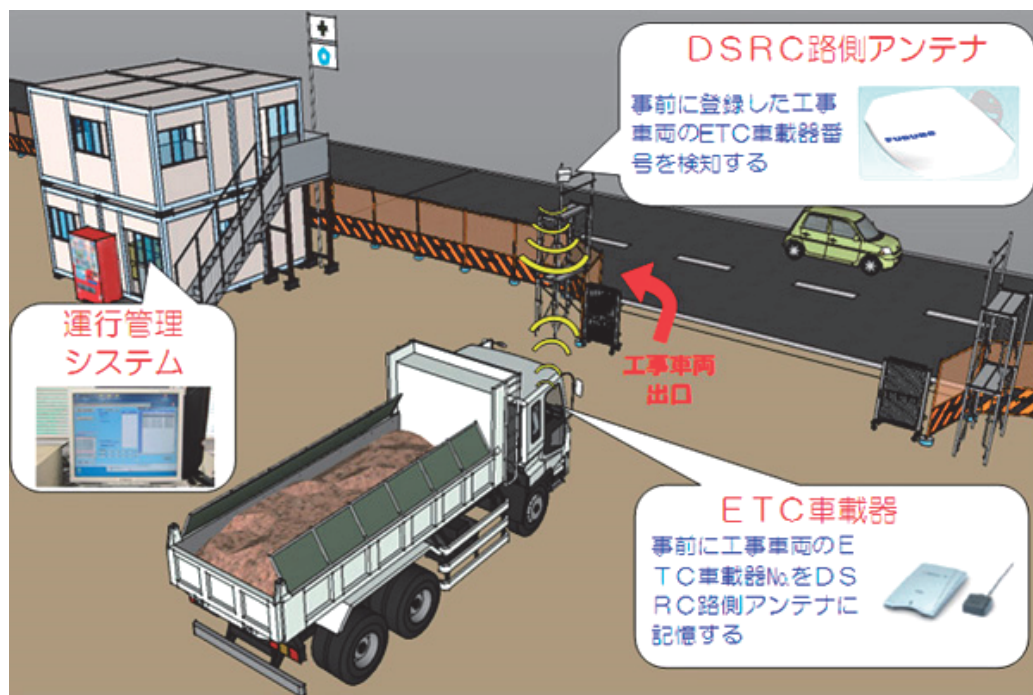 DSRC路側アンテナ
事前に登録した工事
車両のETC車載器番
号を検知する
FURUNO
運行管理
システム
工事車両
出口
ETC車載器
事前に工事車両のE
TC車載器№をDS
RC路側アンテナに
記憶する